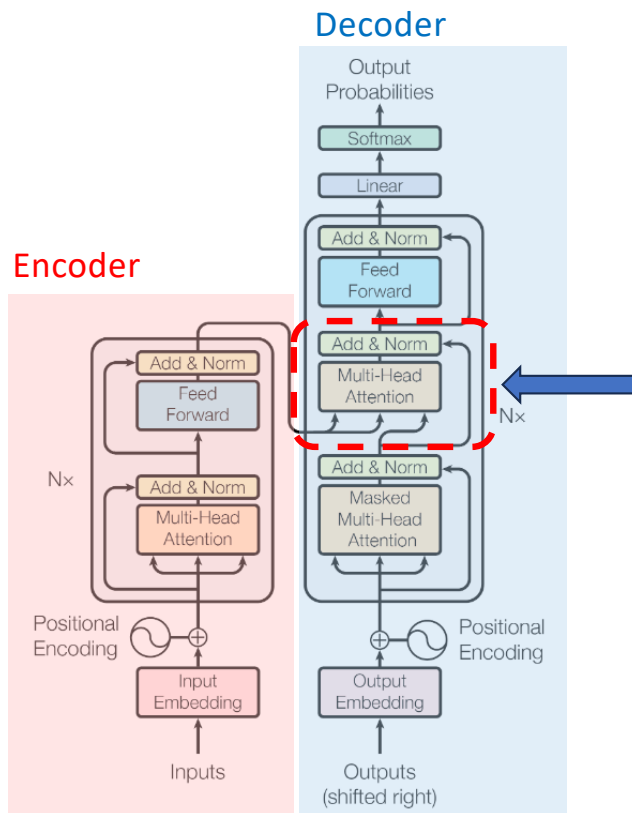 Decoder
Output
Probabilities
Softmax
Linear
Add & Norm
Feed
Forward
Add & Norm
Multi-Head
Attention
Nx
Add & Norm
Masked
Multi-Head
Attention
Positional
Encoding
Output
Embedding
Outputs
(shifted right)
Encoder
Add & Norm
Feed
Forward
Nx
Add & Norm
Multi-Head
Attention
Positional
Encoding
Input
Embedding
Inputs